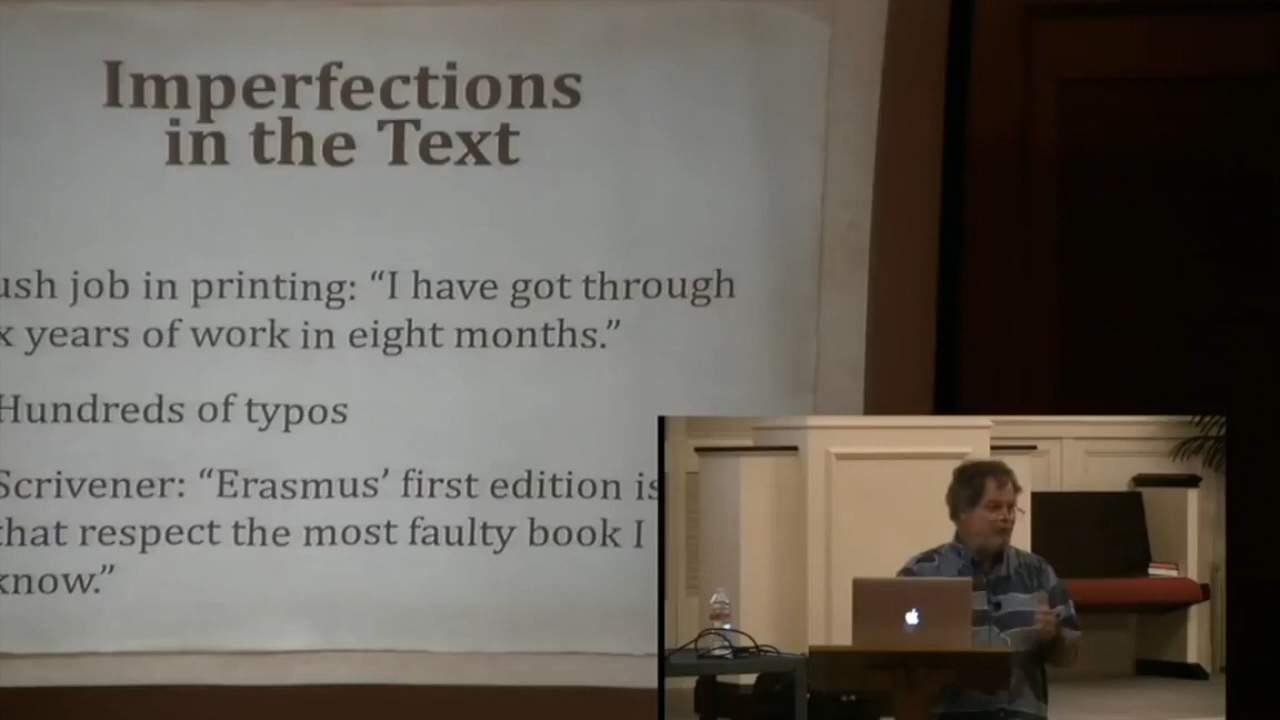 Imperfections
in the Text
ush job in printing: “I have got through
x years of work in eight months.”
Hundreds of typos
Scrivener: “Erasmus’ first edition is
that respect the most faulty book I
know.”